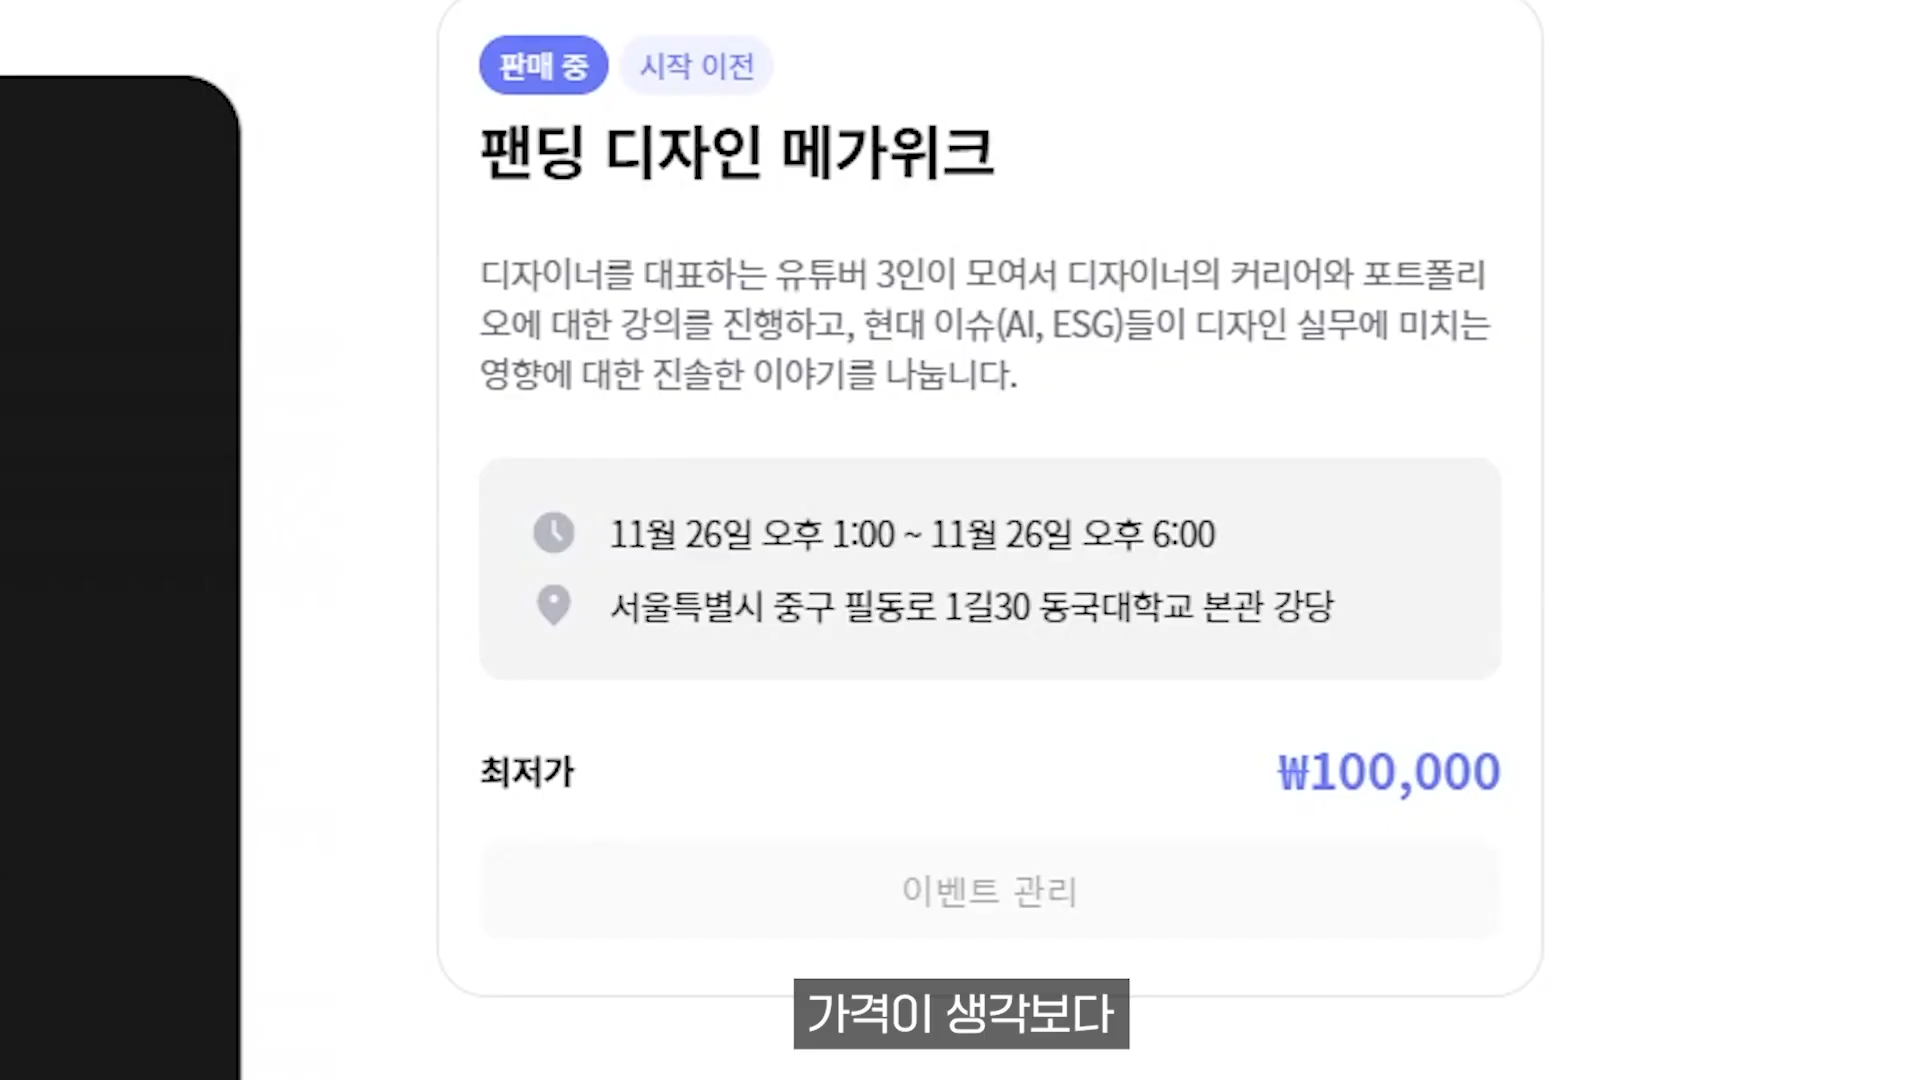 판매 중 시작 이전
팬딩 디자인 메가위크
디자이너를 대표하는 유튜버 3인이 모여서 디자이너의 커리어와 포트폴리
오에 대한 강의를 진행하고, 현대 이슈(AI, ESG)들이 디자인 실무에 미치는
영향에 대한 진솔한 이야기를 나눕니다.
11월 26일 오후 1:00 ~ 11월 26일 오후 6:00
서울특별시 중구 필동로 1길30 동국대학교 본관 강당
최저가 ₩100,000
이벤트 관리
가격이 생각보다